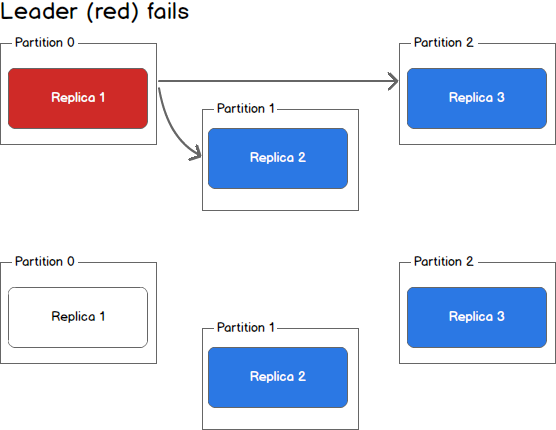 Leader (red) fails
Partition 0
Partition 2
Replica 1
Replica 3
Partition 1
Replica 2
Partition 0
Partition 2
Replica 1
Replica 3
Partition 1
Replica 2